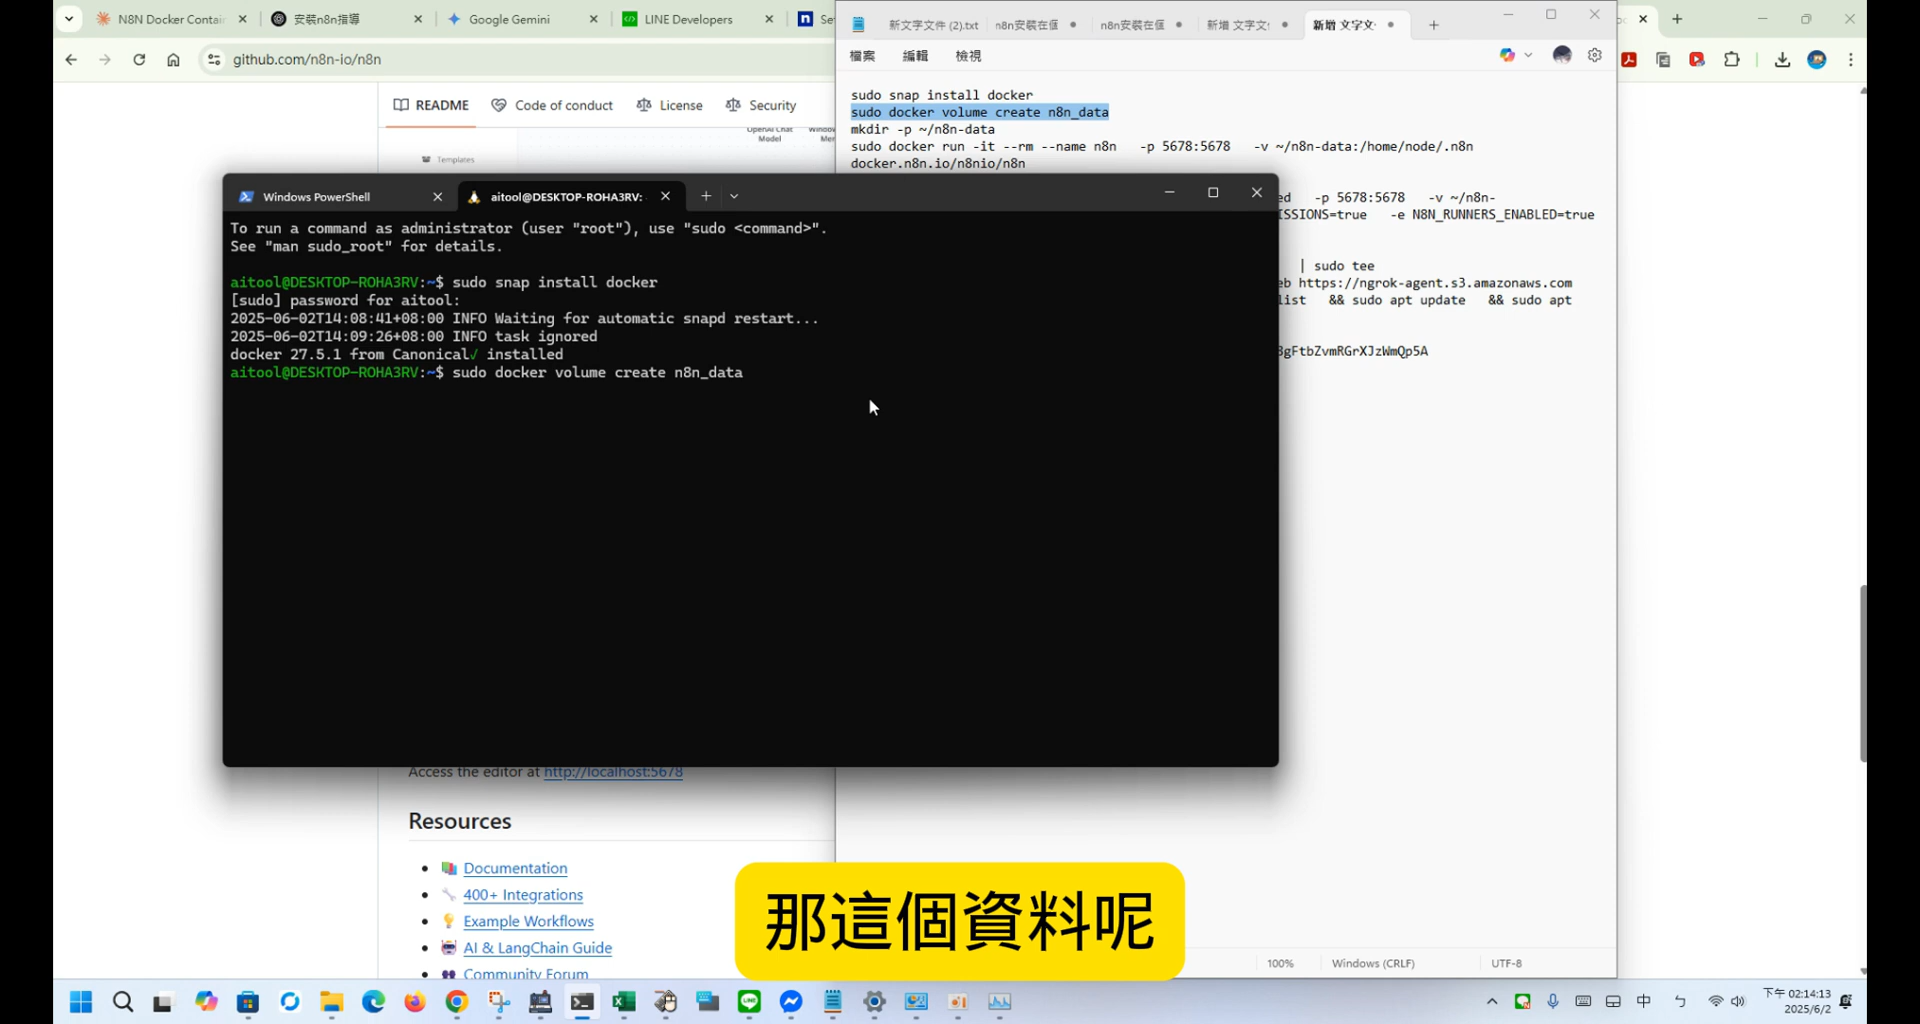 N8N Docker Contai
安裝n8n指導
Google Gemini
LINE Developers
Se
github.com/n8n-io/n8n
README
Code of conduct
License
Security
OpenAI Chat
Model
Templates
新文字文件 (2).txt
n8n安裝在個
n8n安裝在個
新增 文字文
新增 文字文
檔案
編輯
檢視
sudo snap install docker
sudo docker volume create n8n_data
mkdir -p ~/n8n-data
sudo docker run -it --rm --name n8n   -p 5678:5678   -v ~/n8n-data:/home/node/.n8n
docker.n8n.io/n8nio/n8n
ed   -p 5678:5678   -v ~/n8n-
ISSIONS=true   -e N8N_RUNNERS_ENABLED=true
| sudo tee
eb https://ngrok-agent.s3.amazonaws.com
list   && sudo apt update   && sudo apt
3gFtbZvmRGrXJzWmQp5A
Windows PowerShell
aitool@DESKTOP-ROHA3RV:
To run a command as administrator (user "root"), use "sudo <command>".
See "man sudo_root" for details.
aitool@DESKTOP-ROHA3RV:~$ sudo snap install docker
[sudo] password for aitool:
2025-06-02T14:08:41+08:00 INFO Waiting for automatic snapd restart...
2025-06-02T14:09:26+08:00 INFO task ignored
docker 27.5.1 from Canonical✓ installed
aitool@DESKTOP-ROHA3RV:~$ sudo docker volume create n8n_data
Access the editor at http://localhost:5678
Resources
Documentation
400+ Integrations
Example Workflows
AI & LangChain Guide
Community Forum
那這個資料呢
100%
Windows (CRLF)
UTF-8
中
下午 02:14:13
2025/6/2